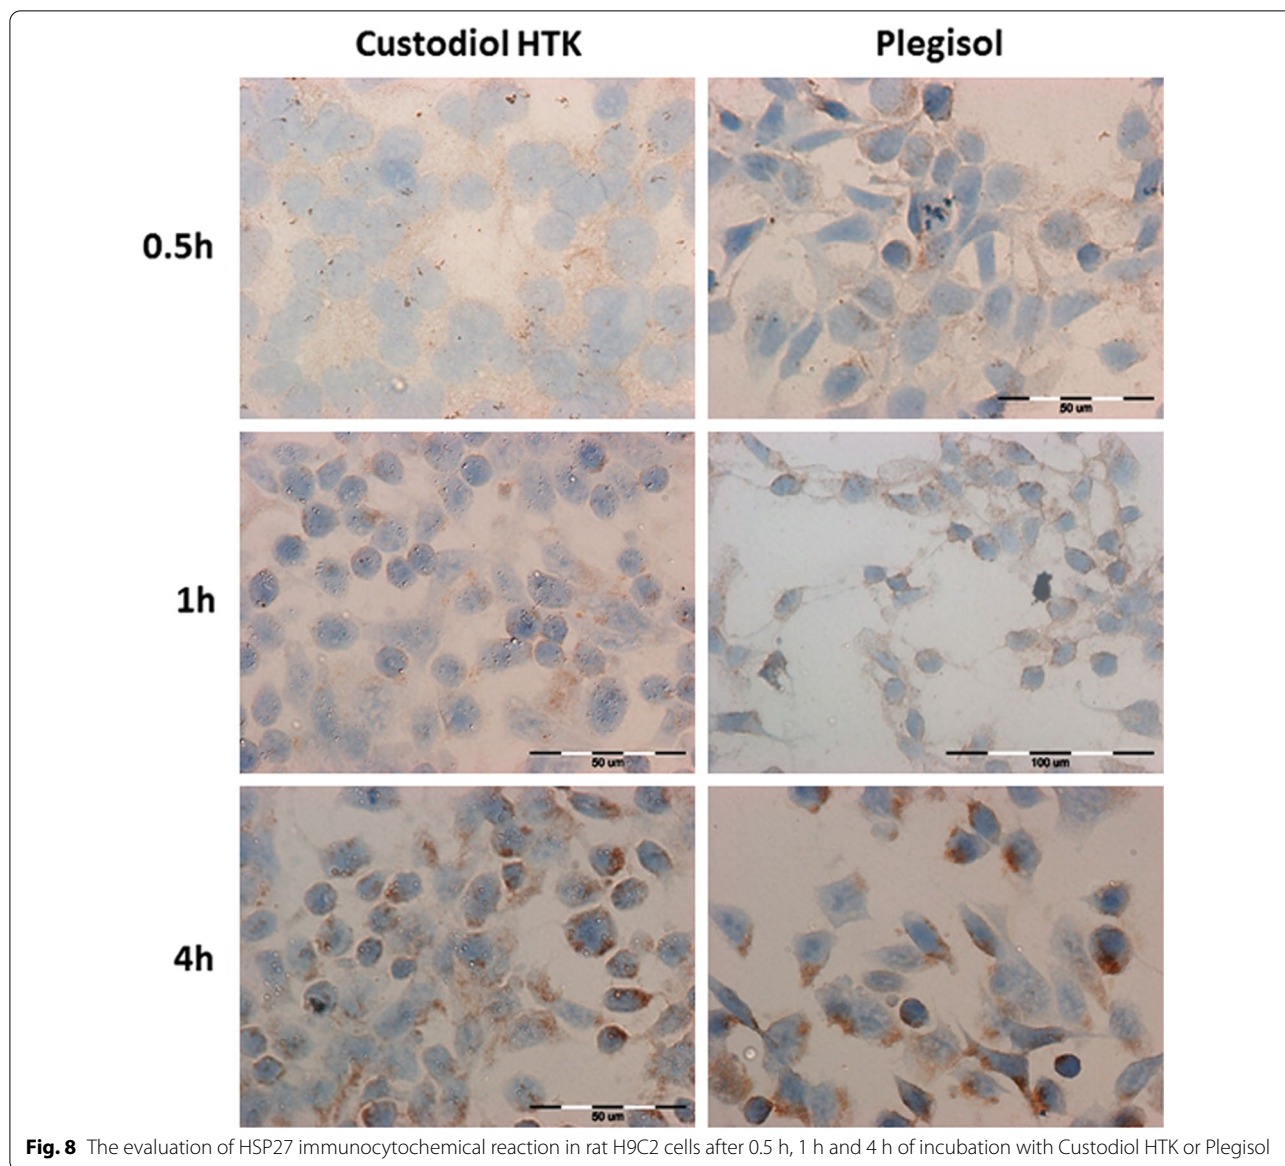 Custodiol HTK Plegisol
0.5h
50 um
1h
50 um 100 um
4h
50 um
Fig. 8 The evaluation of HSP27 immunocytochemical reaction in rat H9C2 cells after 0.5 h, 1 h and 4 h of incubation with Custodiol HTK or Plegisol